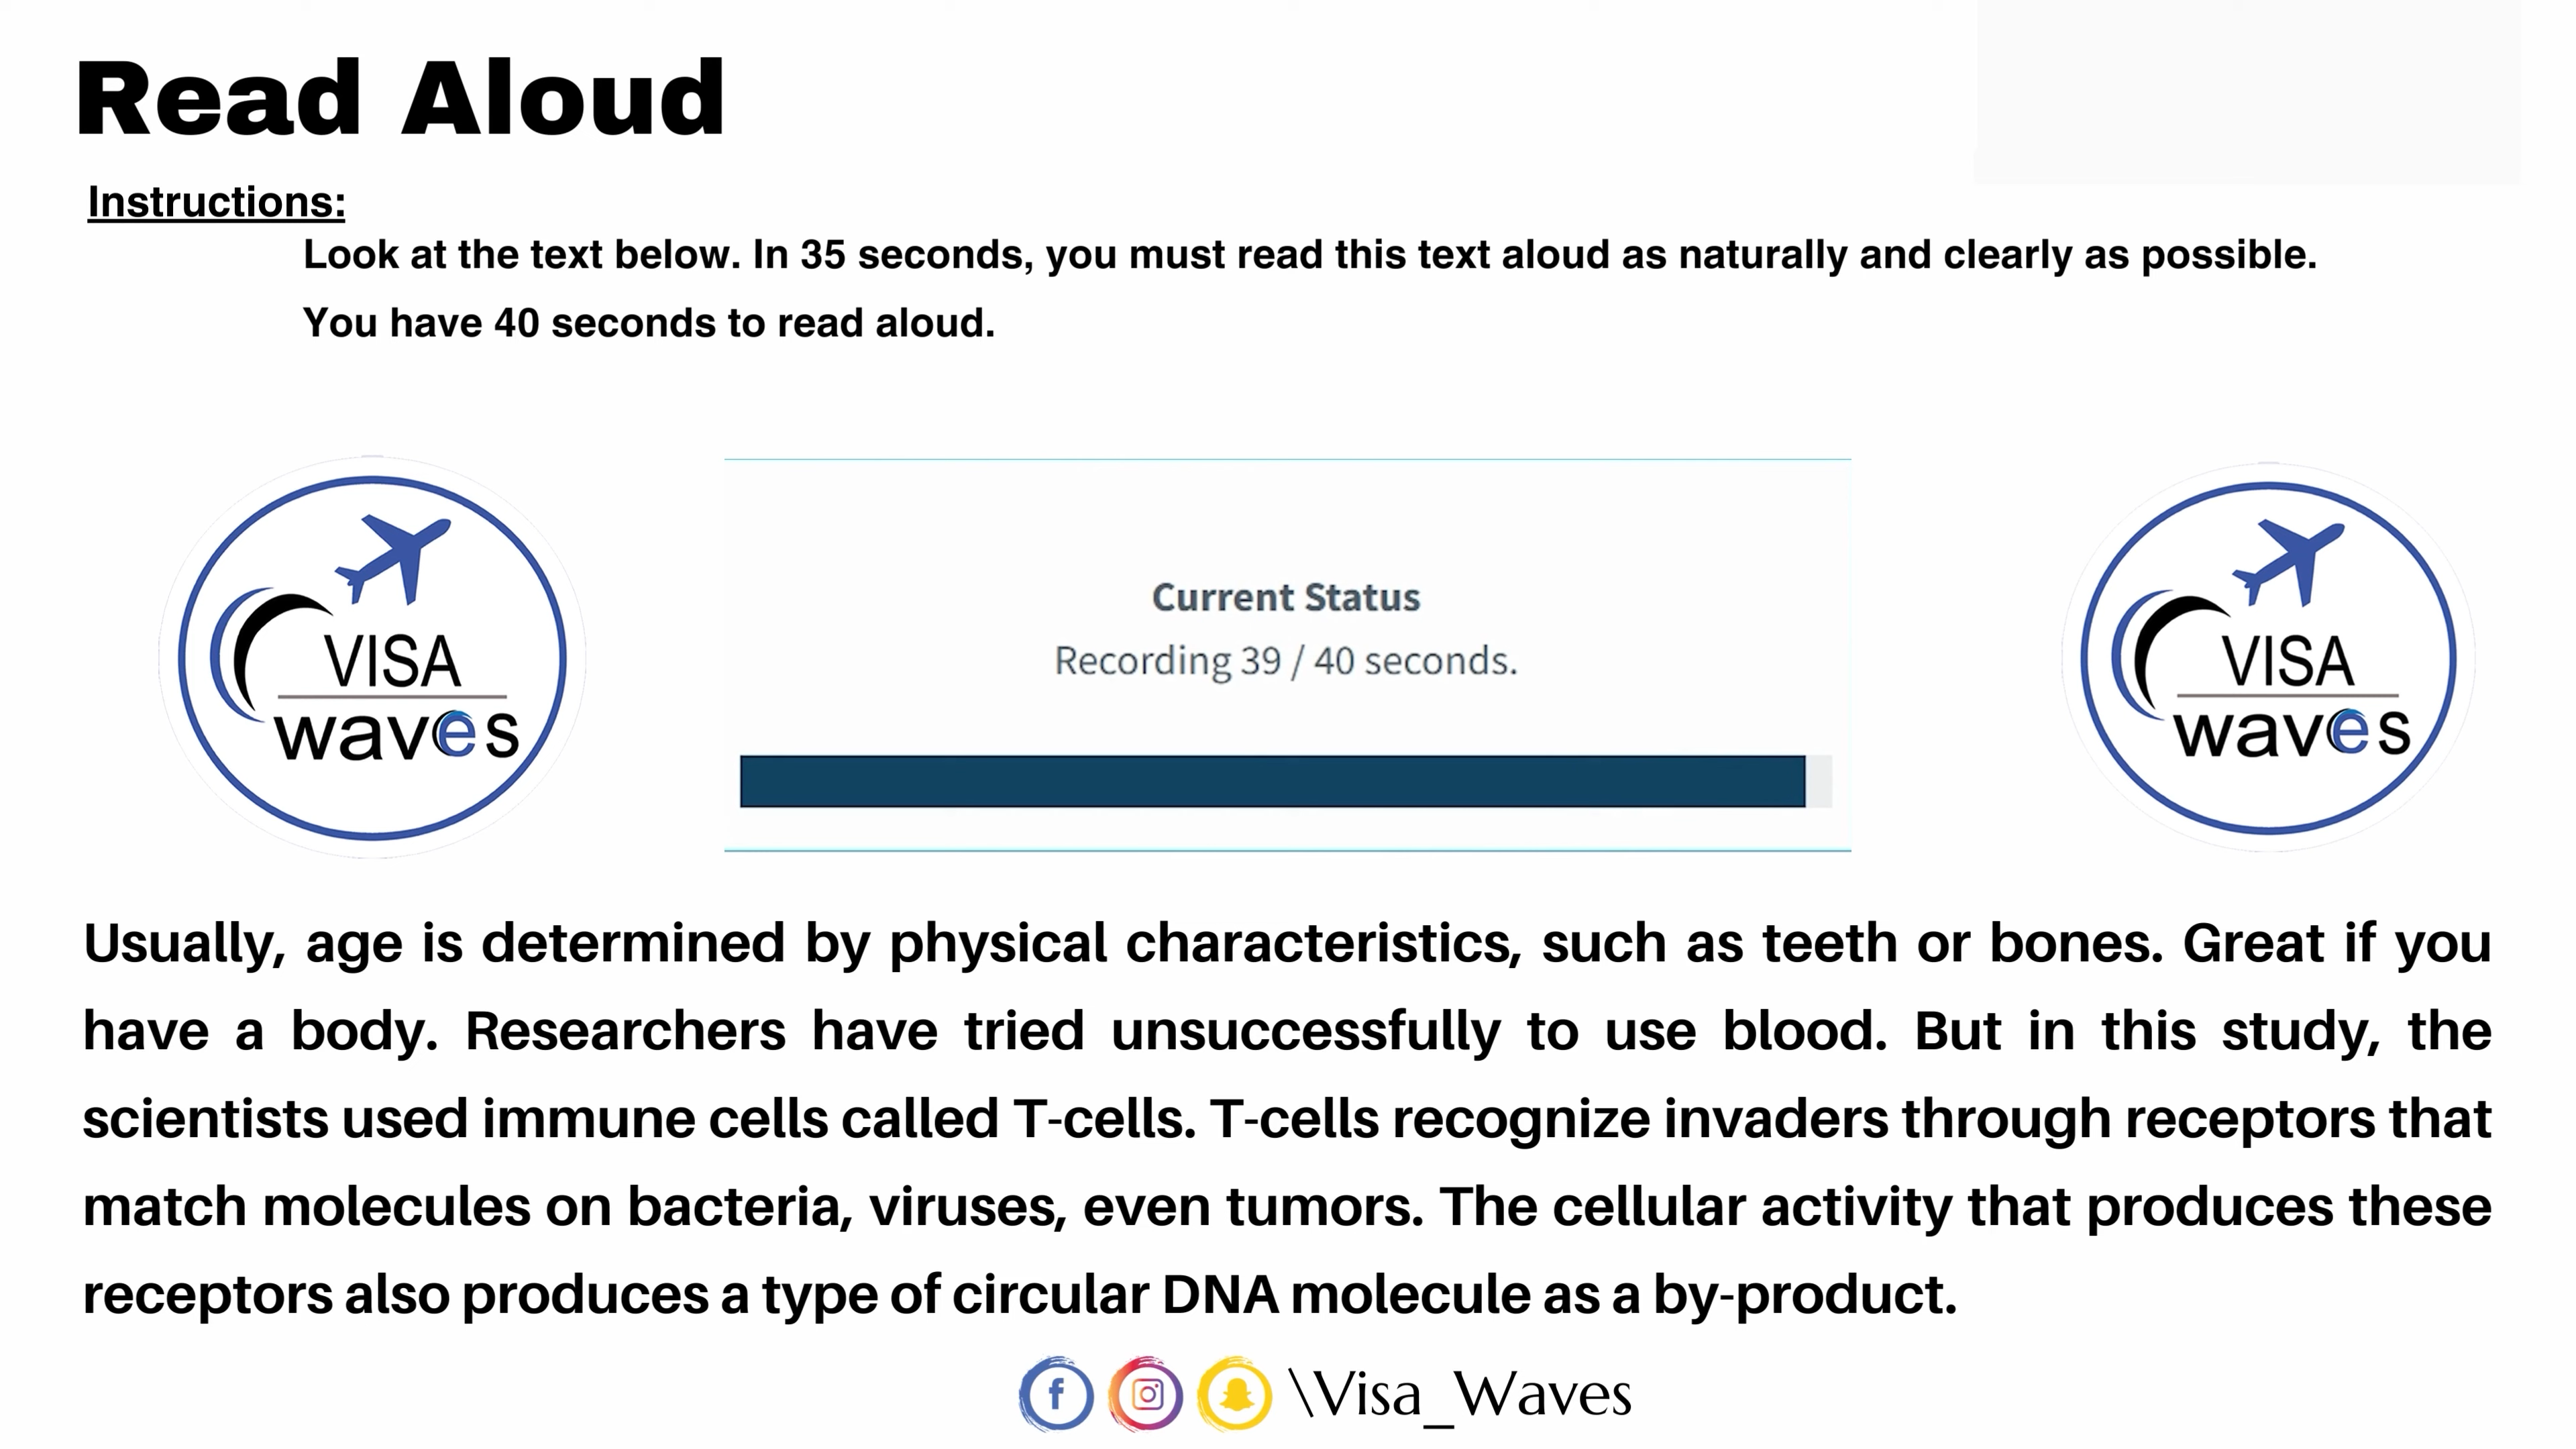 Read Aloud
Instructions:
Look at the text below. In 35 seconds, you must read this text aloud as naturally and clearly as possible.
You have 40 seconds to read aloud.
VISA
waves
Current Status
Recording 39 / 40 seconds.
VISA
waves
Usually, age is determined by physical characteristics, such as teeth or bones. Great if you
have a body. Researchers have tried unsuccessfully to use blood. But in this study, the
scientists used immune cells called T-cells. T-cells recognize invaders through receptors that
match molecules on bacteria, viruses, even tumors. The cellular activity that produces these
receptors also produces a type of circular DNA molecule as a by-product.
\Visa_Waves